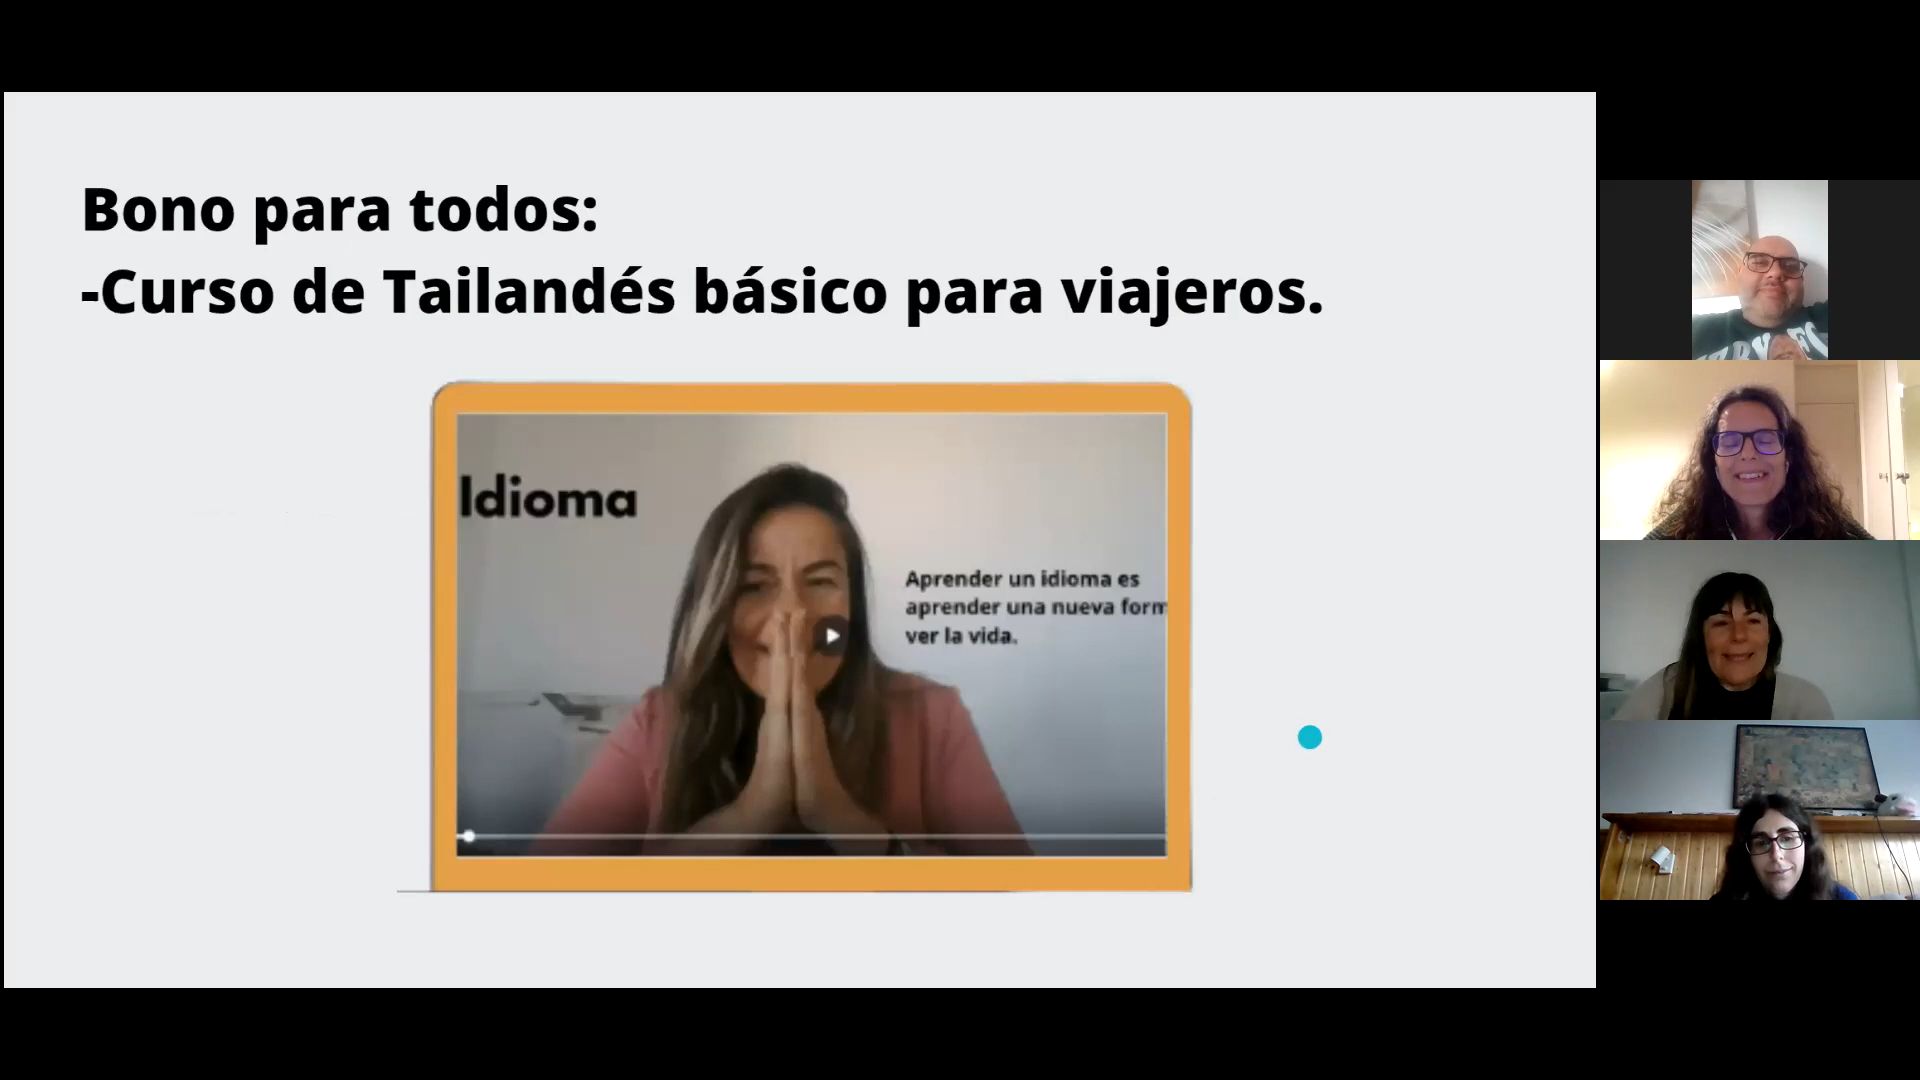 Bono para todos:
-Curso de Tailandés básico para viajeros.
Idioma
Aprender un idioma es
aprender una nueva form
ver la vida.